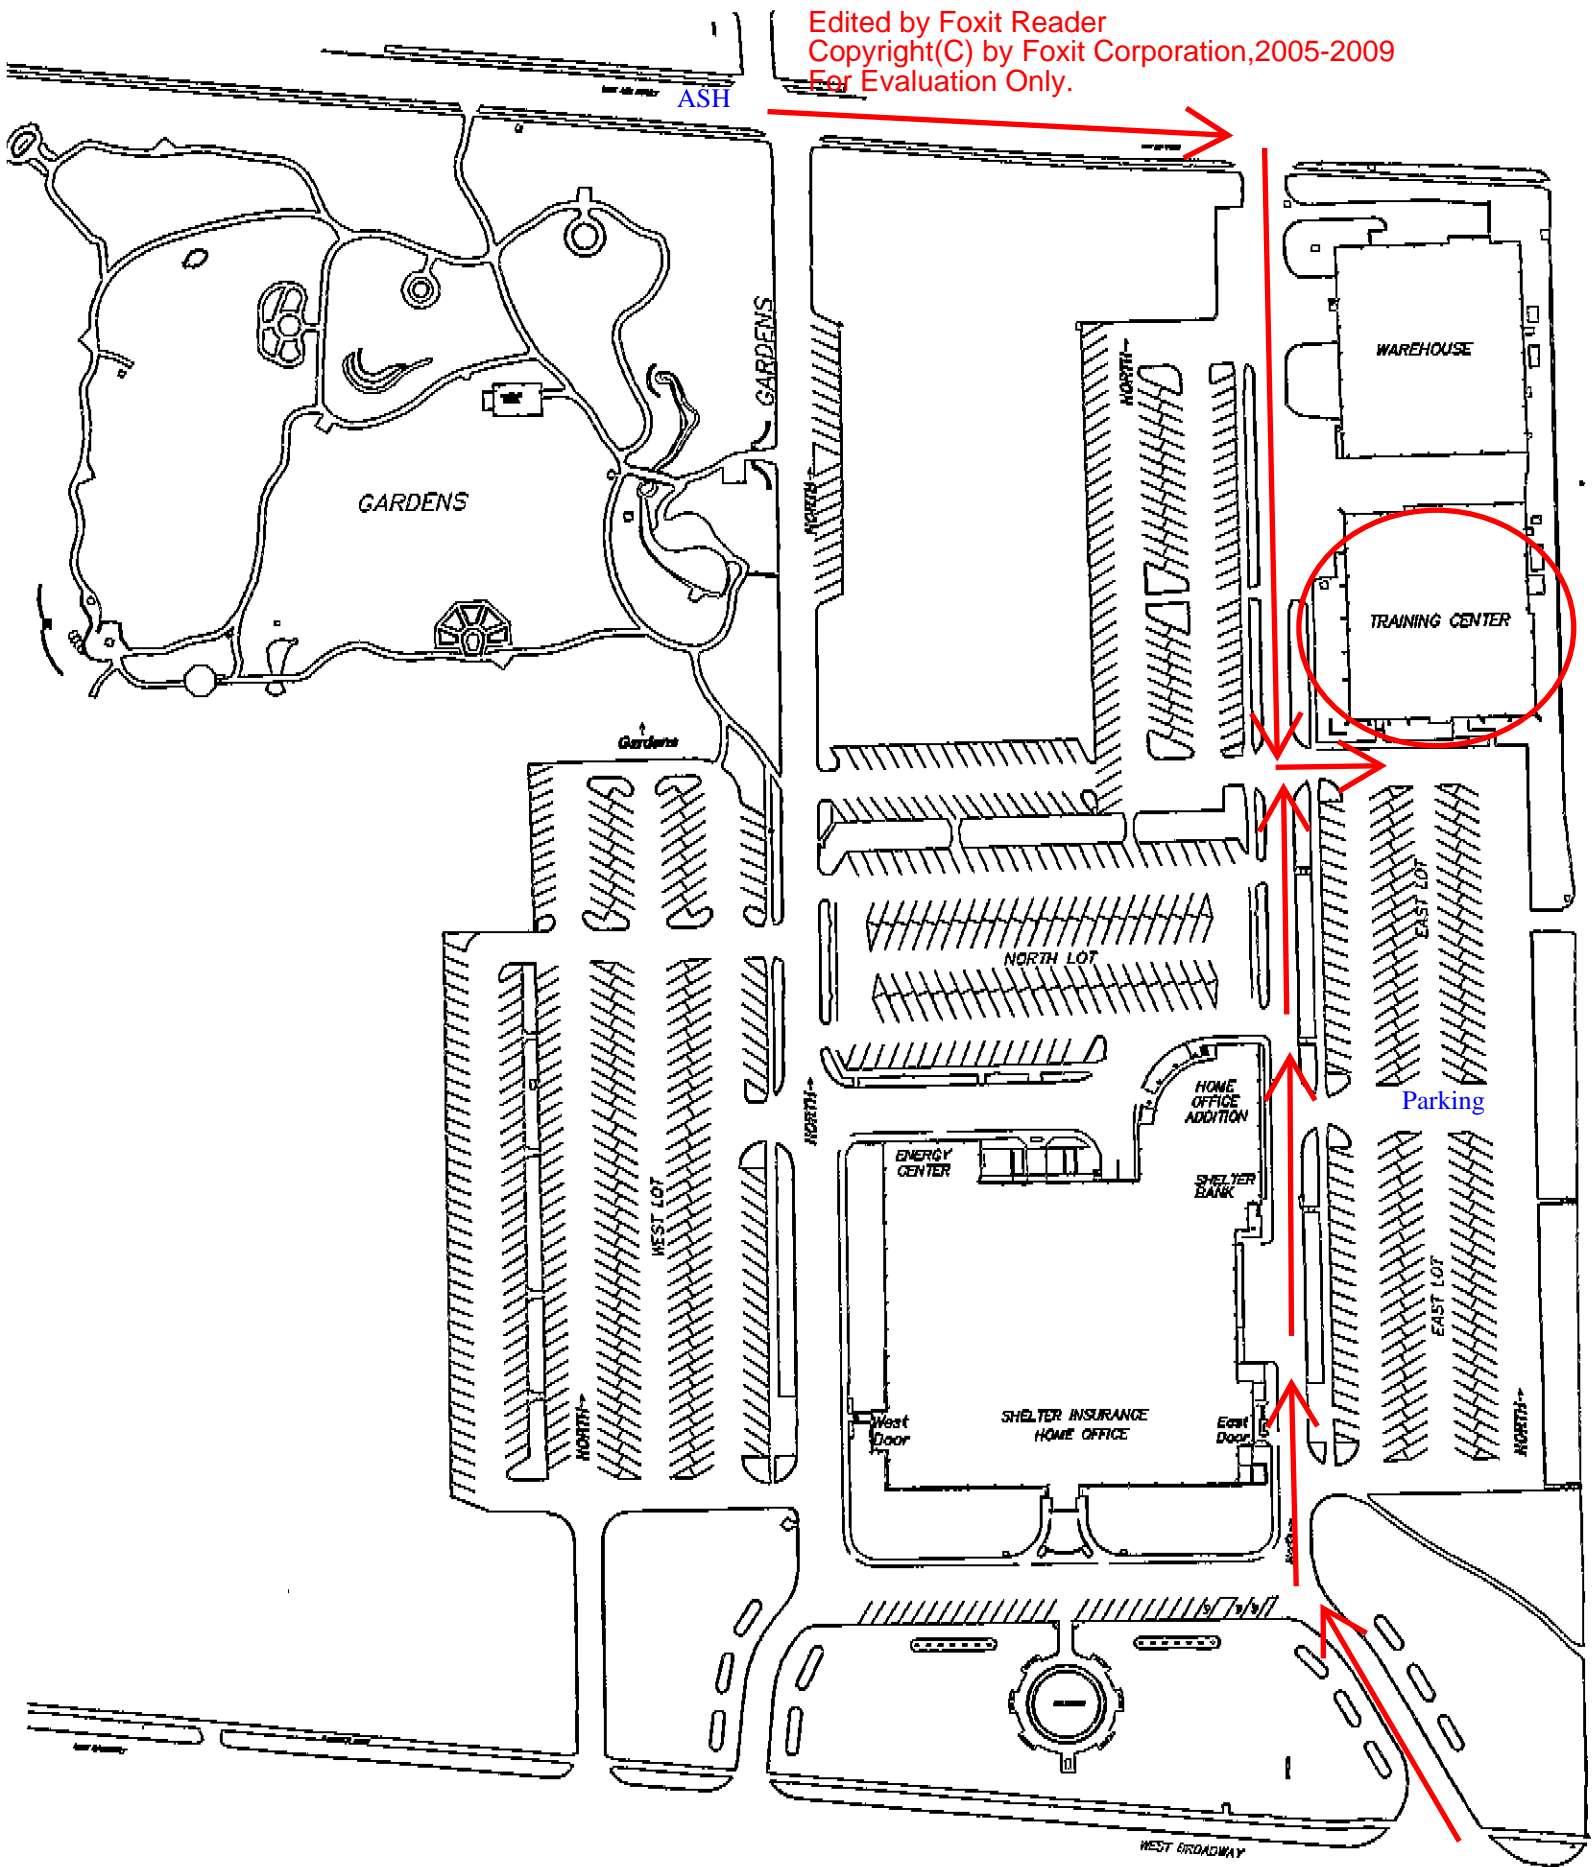 Edited by Foxit Reader
Copyright(C) by Foxit Corporation,2005-2009
For Evaluation Only.
ASH
GARDENS
NORTH→
WAREHOUSE
GARDENS
NORTH→
TRAINING CENTER
Gardens
EAST LOT
NORTH LOT
HOME
OFFICE
ADDITION
Parking
NORTH→
ENERGY
CENTER
SHELTER
BANK
WEST LOT
EAST LOT
NORTH→
West
Door
SHELTER INSURANCE
HOME OFFICE
East
Door
NORTH→
WEST BROADWAY